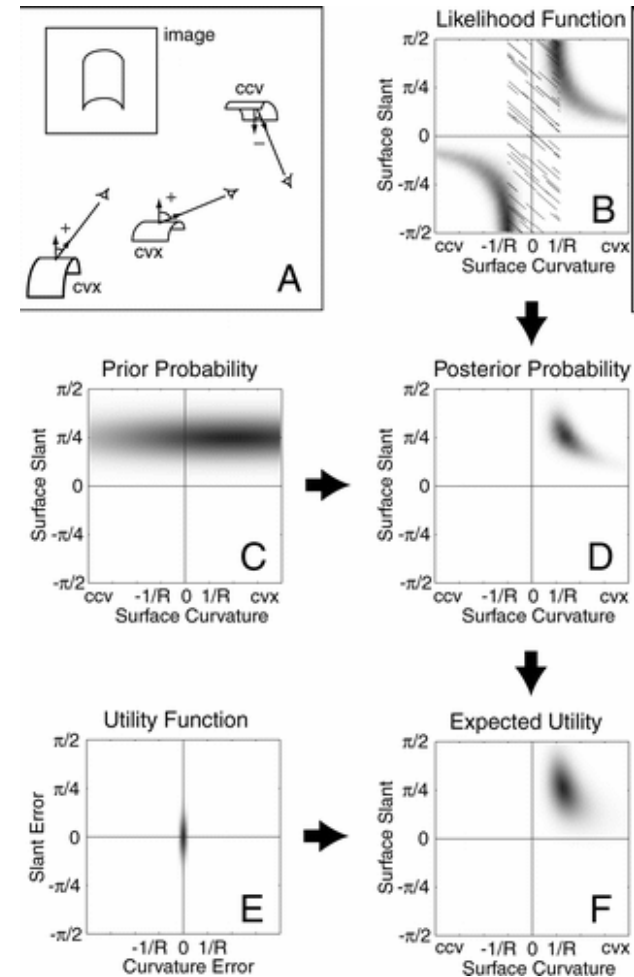 image
ccv
−
+
cvx
+
cvx
A
Likelihood Function
Surface Slant
π/2
π/4
0
-π/4
-π/2
B
ccv -1/R 0 1/R cvx
Surface Curvature
Prior Probability
Surface Slant
π/2
π/4
0
-π/4
-π/2
C
ccv -1/R 0 1/R cvx
Surface Curvature
Posterior Probability
Surface Slant
π/2
π/4
0
-π/4
-π/2
D
ccv -1/R 0 1/R cvx
Surface Curvature
Utility Function
Slant Error
π/2
π/4
0
-π/4
-π/2
E
-1/R 0 1/R
Curvature Error
Expected Utility
Surface Slant
π/2
π/4
0
-π/4
-π/2
F
ccv -1/R 0 1/R cvx
Surface Curvature